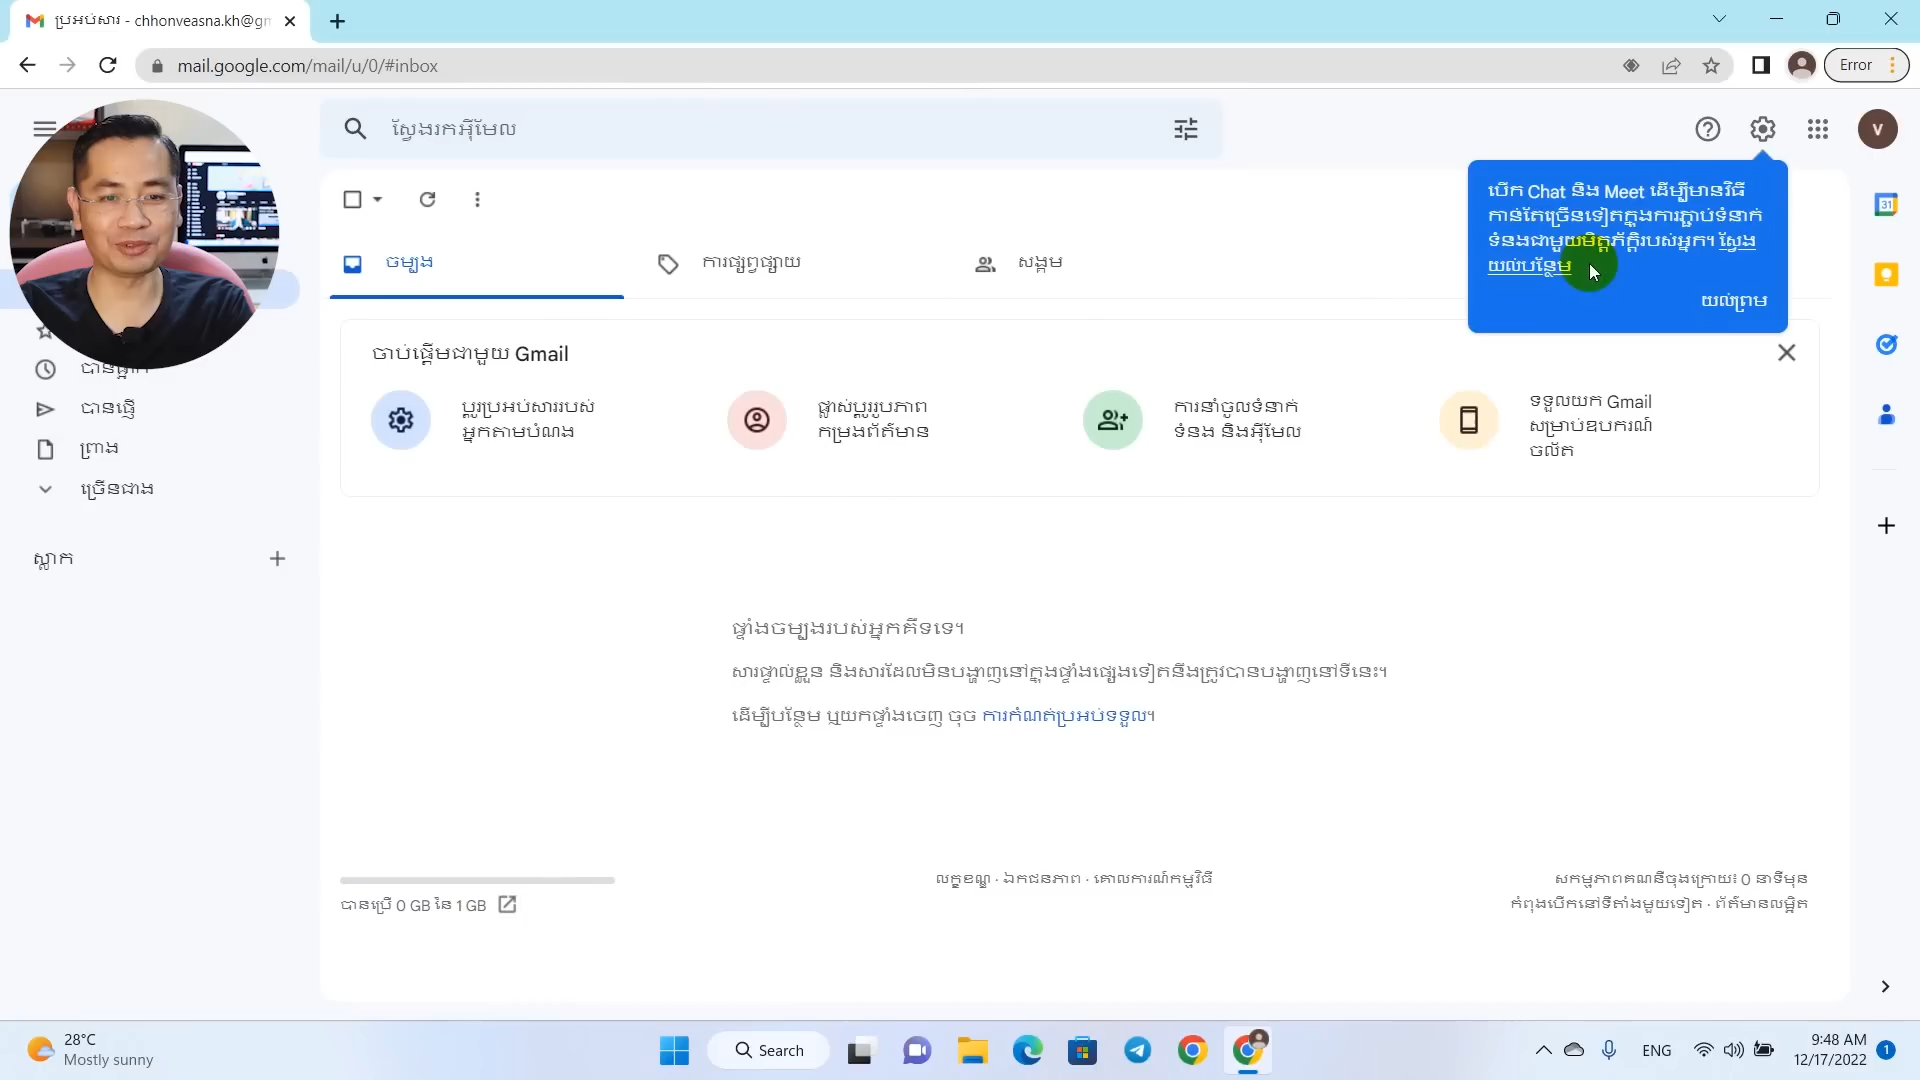 ប្រអប់សារ - chhonveasna.kh@gm
mail.google.com/mail/u/0/#inbox
Error
ស្វែងរកអ៊ីមែល
V
បើក Chat និង Meet ដើម្បីមានវិធី
កាន់តែច្រើនទៀតក្នុងការភ្ជាប់ទំនាក់
ទំនងជាមួយមិត្តភ័ក្តិរបស់អ្នក។ ស្វែង
យល់បន្ថែម
យល់ព្រម
31
ចម្បង
ការផ្សព្វផ្សាយ
សង្គម
ចាប់ផ្ដើមជាមួយ Gmail
ប្ដូរប្រអប់សាររបស់
អ្នកតាមបំណង
ផ្លាស់ប្ដូររូបភាព
កម្រងព័ត៌មាន
ការនាំចូលទំនាក់
ទំនង និងអ៊ីមែល
ទទួលយក Gmail
សម្រាប់ឧបករណ៍
ចល័ត
បានផ្អាក
បានផ្ញើ
ព្រាង
ច្រើនជាង
ស្លាក
ផ្ទាំងចម្បងរបស់អ្នកគឺទទេ។
សារផ្ទាល់ខ្លួន និងសារដែលមិនបង្ហាញនៅក្នុងផ្ទាំងផ្សេងទៀតនឹងត្រូវបានបង្ហាញនៅទីនេះ។
ដើម្បីបន្ថែម ឬយកផ្ទាំងចេញ ចុច ការកំណត់ប្រអប់ទទួល។
បានប្រើ 0 GB នៃ 1 GB
លក្ខខណ្ឌ · ឯកជនភាព · គោលការណ៍កម្មវិធី
សកម្មភាពគណនីចុងក្រោយ៖ 0 នាទីមុន
កំពុងបើកនៅទីតាំងមួយទៀត · ព័ត៌មានលម្អិត
28°C
Mostly sunny
Search
ENG
9:48 AM
12/17/2022
1